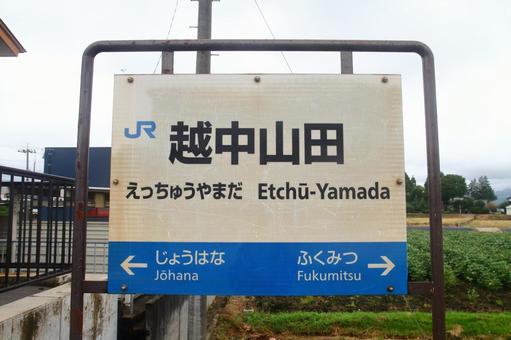 JR 越中山田
えっちゅうやまだ Etchū-Yamada
← じょうはな ふくみつ →
Jōhana Fukumitsu